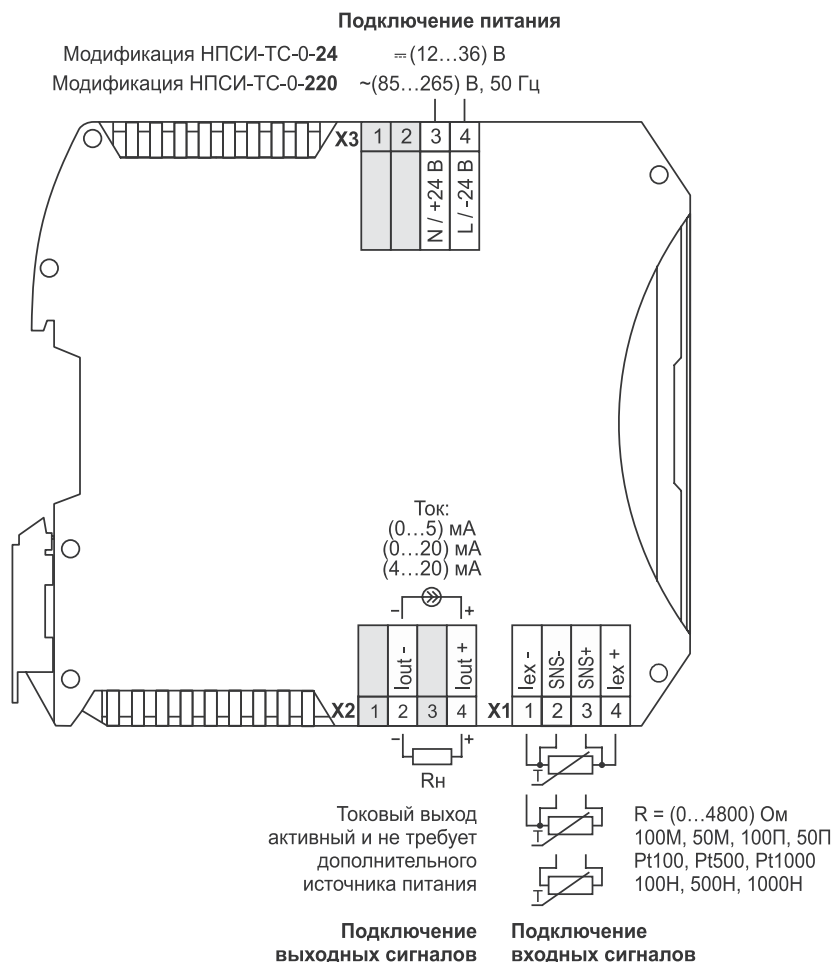 Подключение питания
Модификация НПСИ-ТС-0-24 ⎓(12...36) В
Модификация НПСИ-ТС-0-220 ~(85...265) В, 50 Гц
X3 1 2 3 4
N / +24 В
L / -24 В
Ток:
(0...5) мА
(0...20) мА
(4...20) мА
− +
Iout -
Iout +
Iex -
SNS-
SNS+
Iex +
X2 1 2 3 4 X1 1 2 3 4
− +
Rн
T
T
T
Токовый выход
активный и не требует
дополнительного
источника питания
R = (0...4800) Ом
100М, 50М, 100П, 50П
Pt100, Pt500, Pt1000
100Н, 500Н, 1000Н
Подключение
выходных сигналов
Подключение
входных сигналов